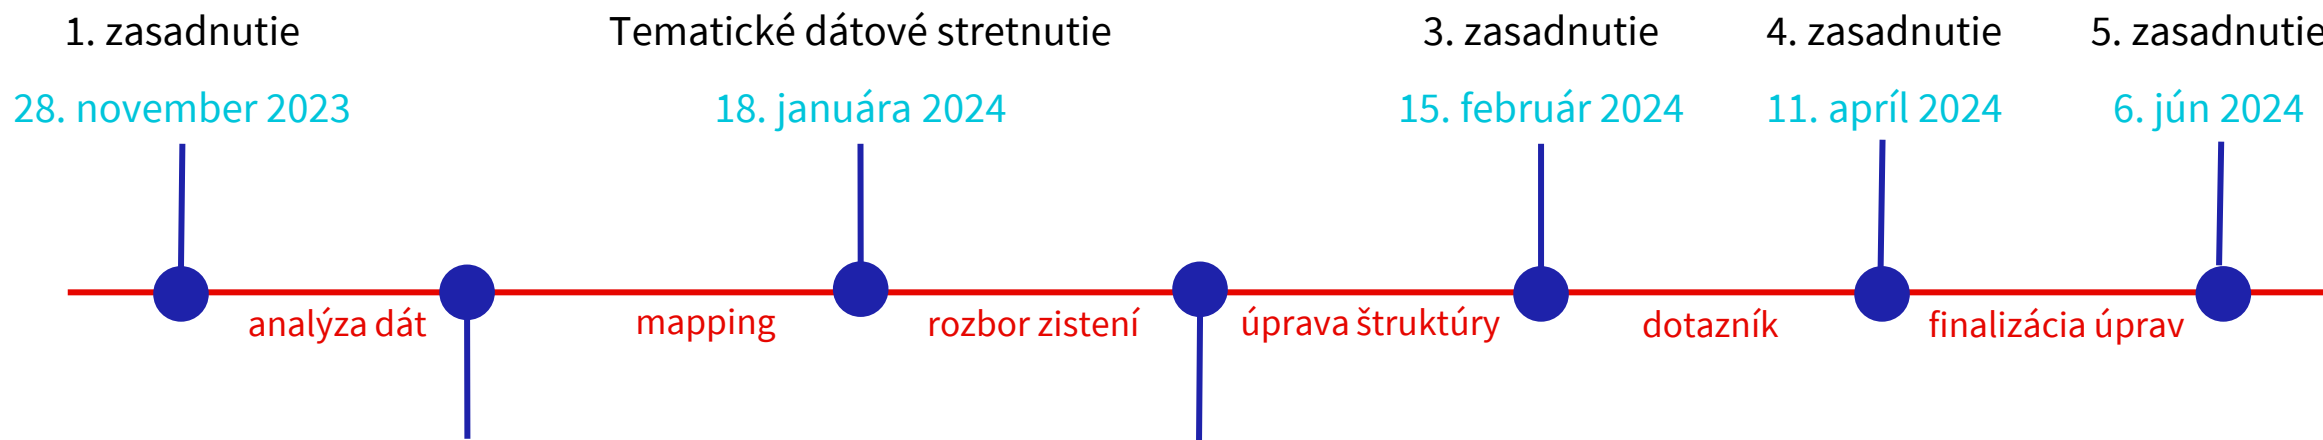 1. zasadnutie
28. november 2023
Tematické dátové stretnutie
18. januára 2024
3. zasadnutie
15. február 2024
4. zasadnutie
11. apríl 2024
5. zasadnutie
6. jún 2024
analýza dát
mapping
rozbor zistení
úprava štruktúry
dotazník
finalizácia úprav